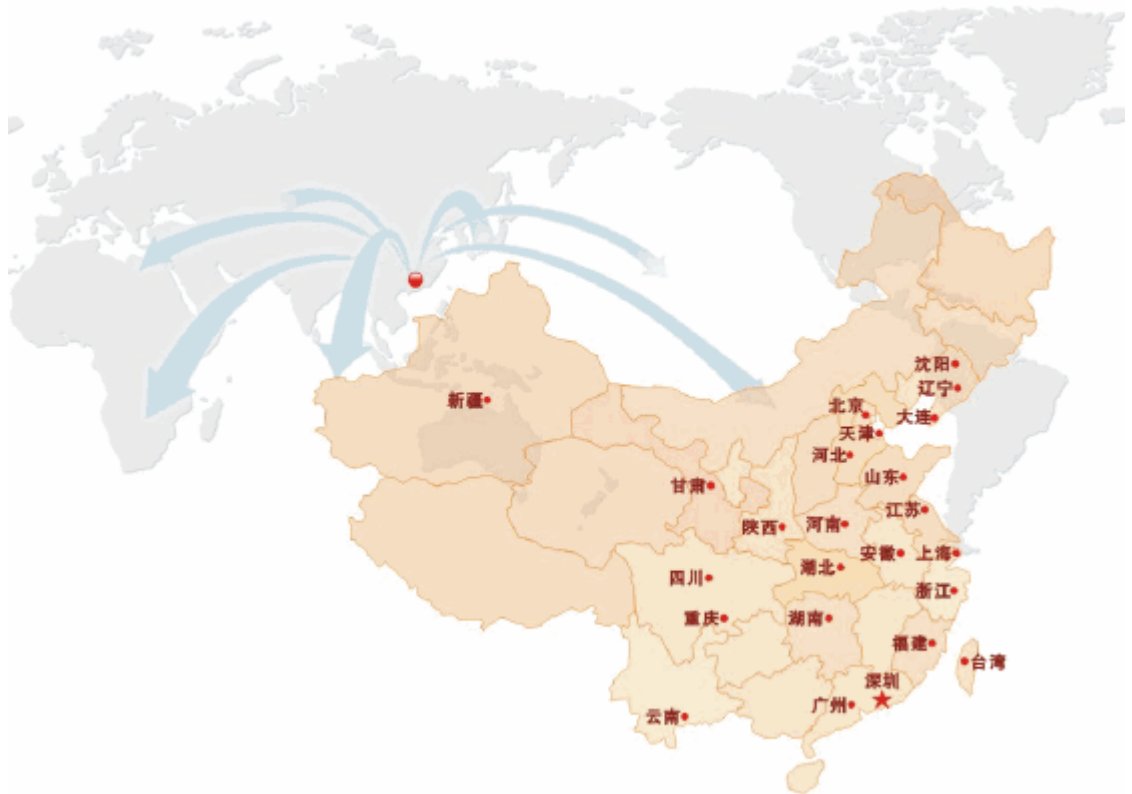 沈阳
辽宁
新疆
北京
大连
天津
河北
山东
甘肃
江苏
陕西
河南
安徽
上海
湖北
四川
浙江
重庆
湖南
福建
台湾
深圳
广州
云南